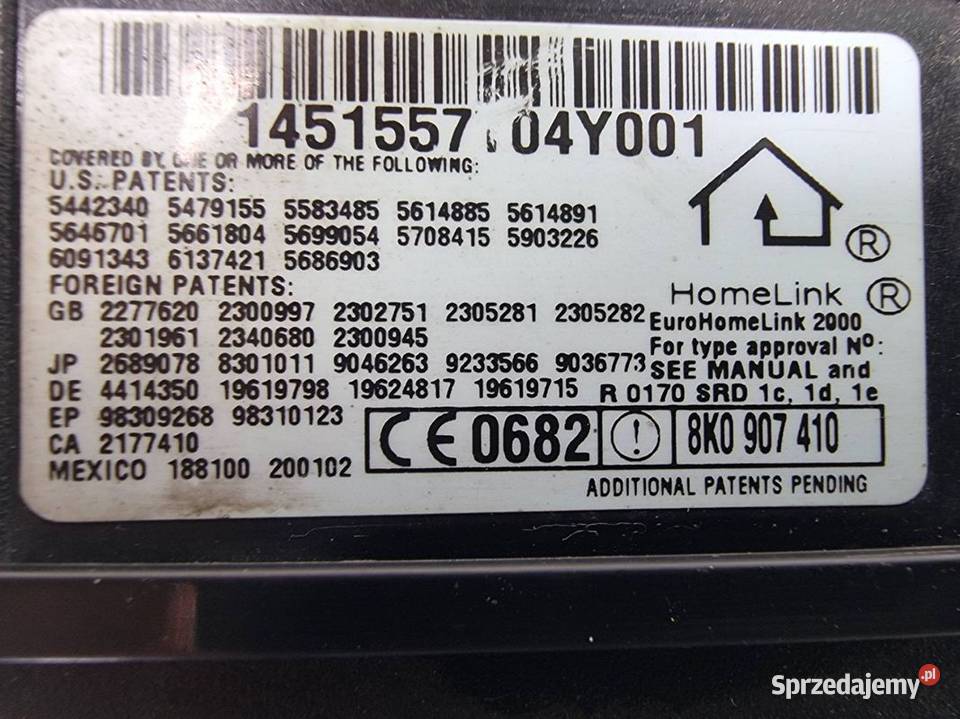 1451557 04Y001
COVERED BY ONE OR MORE OF THE FOLLOWING:
U.S. PATENTS:
5442340 5479155 5583485 5614885 5614891
5646701 5661804 5699054 5708415 5903226
6091343 6137421 5686903
®
FOREIGN PATENTS:
HomeLink ®
GB 2277620 2300997 2302751 2305281 2305282
EuroHomeLink 2000
2301961 2340680 2300945
For type approval Nº:
JP 2689078 8301011 9046263 9233566 9036773
SEE MANUAL and
DE 4414350 19619798 19624817 19619715
R 0170 SRD 1c, 1d, 1e
EP 98309268 98310123
CA 2177410
CE 0682 ! 8K0 907 410
MEXICO 188100 200102
ADDITIONAL PATENTS PENDING
Sprzedajemy.pl